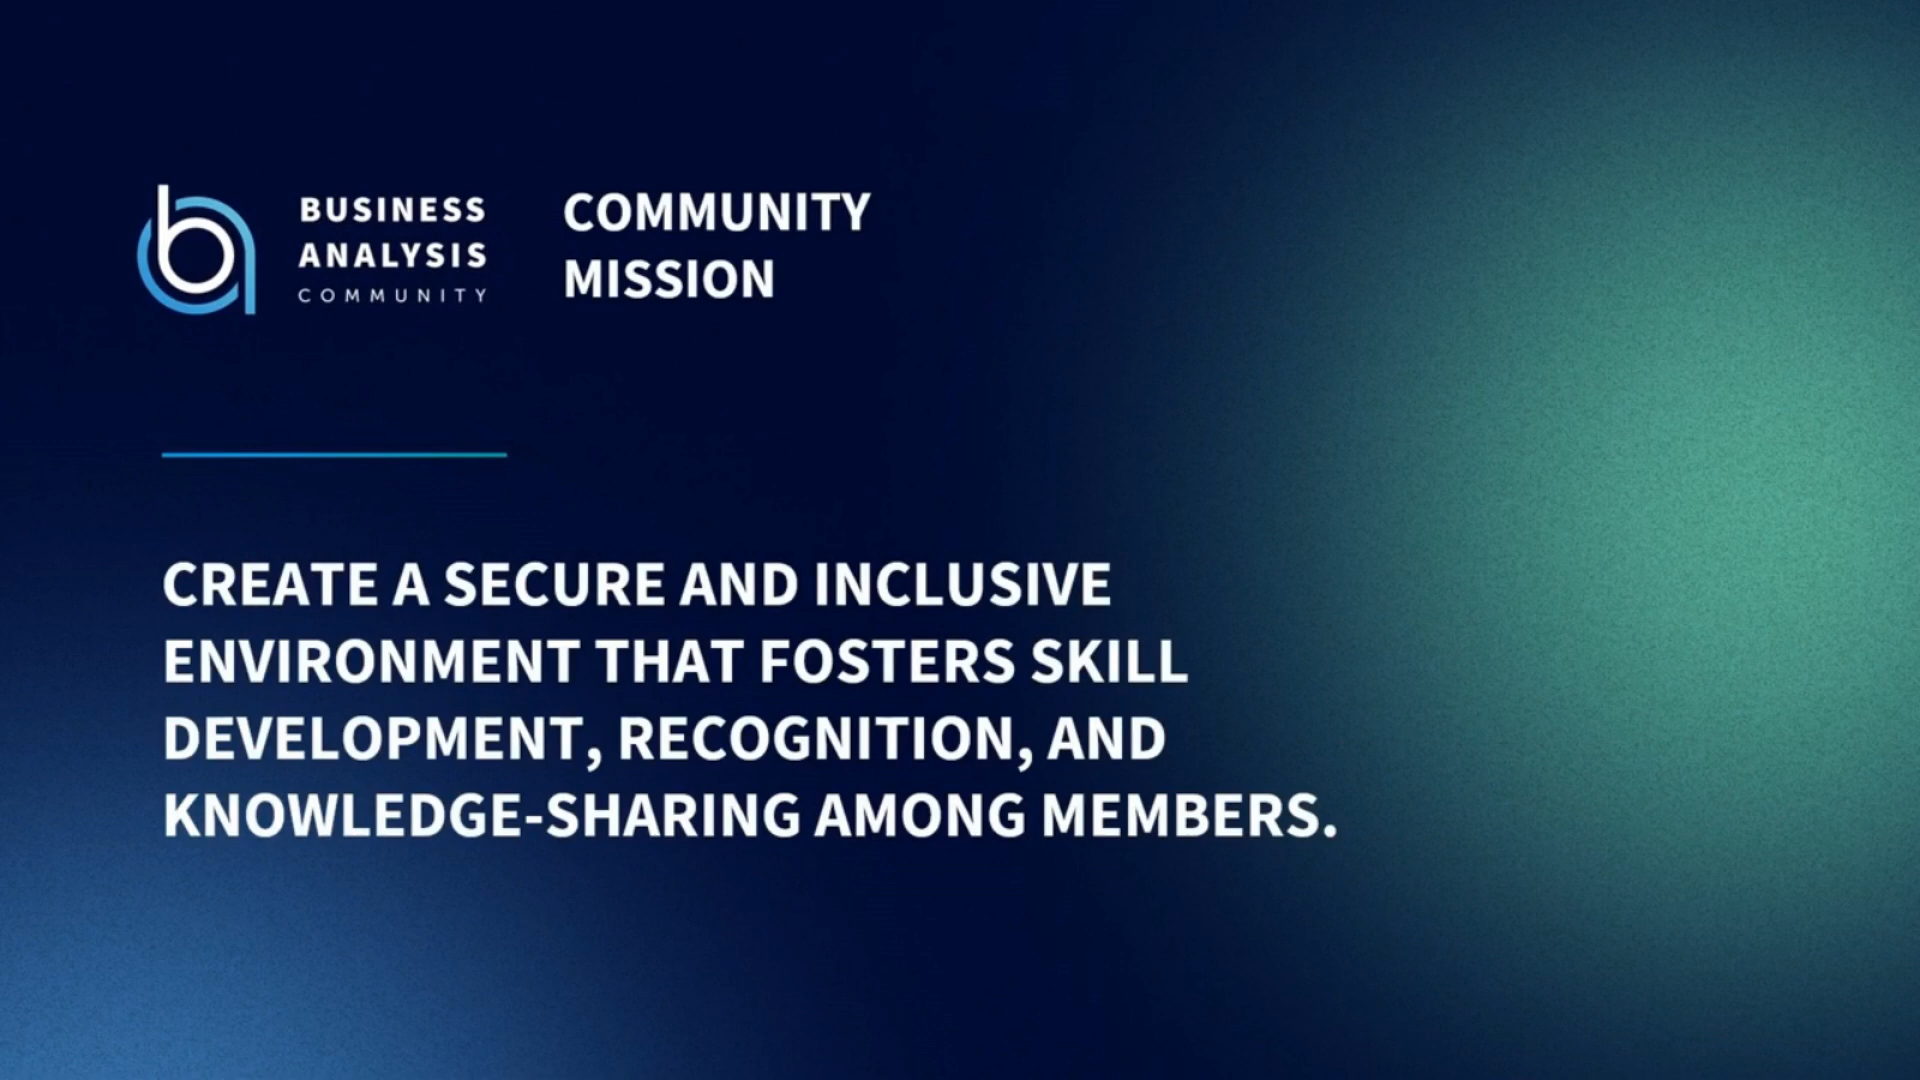 BUSINESS
ANALYSIS
COMMUNITY
COMMUNITY
MISSION
CREATE A SECURE AND INCLUSIVE
ENVIRONMENT THAT FOSTERS SKILL
DEVELOPMENT, RECOGNITION, AND
KNOWLEDGE-SHARING AMONG MEMBERS.